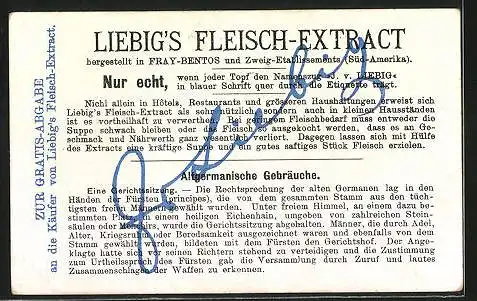 LIEBIG'S FLEISCH-EXTRACT
hergestellt in FRAY-BENTOS und Zweig-Etablissements (Süd-Amerika).
Nur echt, wenn jeder Topf den Namenszug J. v. LIEBIG
in blauer Schrift quer durch die Etiquette trägt.
Nicht allein in Hôtels, Restaurants und grösseren Haushaltungen erweist sich
Liebig's Fleisch-Extract als sehr nützlich, sondern auch in kleinen Hausständen
ist es vortheilhaft zu verwenden. Bei geringem Fleischbedarf muss entweder die
Suppe schwach bleiben oder das Fleisch so ausgekocht werden, dass es an Ge-
schmack und Nährwerth ganz wesentlich verliert. Dagegen lassen sich mit Hülfe
des Extracts eine kräftige Suppe und ein gutes saftiges Stück Fleisch erzielen.
Altgermanische Gebräuche.
Eine Gerichtssitzung. — Die Rechtsprechung der alten Germanen lag in den
Händen der Fürsten (principes), die von dem gesammten Stamm aus den tüch-
tigsten freien Männern gewählt wurden. Unter freiem Himmel, an einem dazu be-
stimmten Platz, in einem heiligen Eichenhain, umgeben von zahlreichen Stein-
säulen oder Malen, wurde die Gerichtssitzung abgehalten. Männer, die durch Adel,
Alter, Kriegsruhm oder Beredsamkeit ausgezeichnet waren und ebenfalls von dem
Stamm gewählt wurden, bildeten mit dem Fürsten den Gerichtshof. Der Ange-
klagte hatte sich vor seinen Richtern stehend zu verteidigen und die Zustimmung
zum Urtheilsspruch des Fürsten gab die Versammlung durch Zuruf und lautes
Zusammenschlagen der Waffen zu erkennen.
ZUR GRATIS-ABGABE
an die Käufer von Liebig's Fleisch-Extract.
J v Liebig